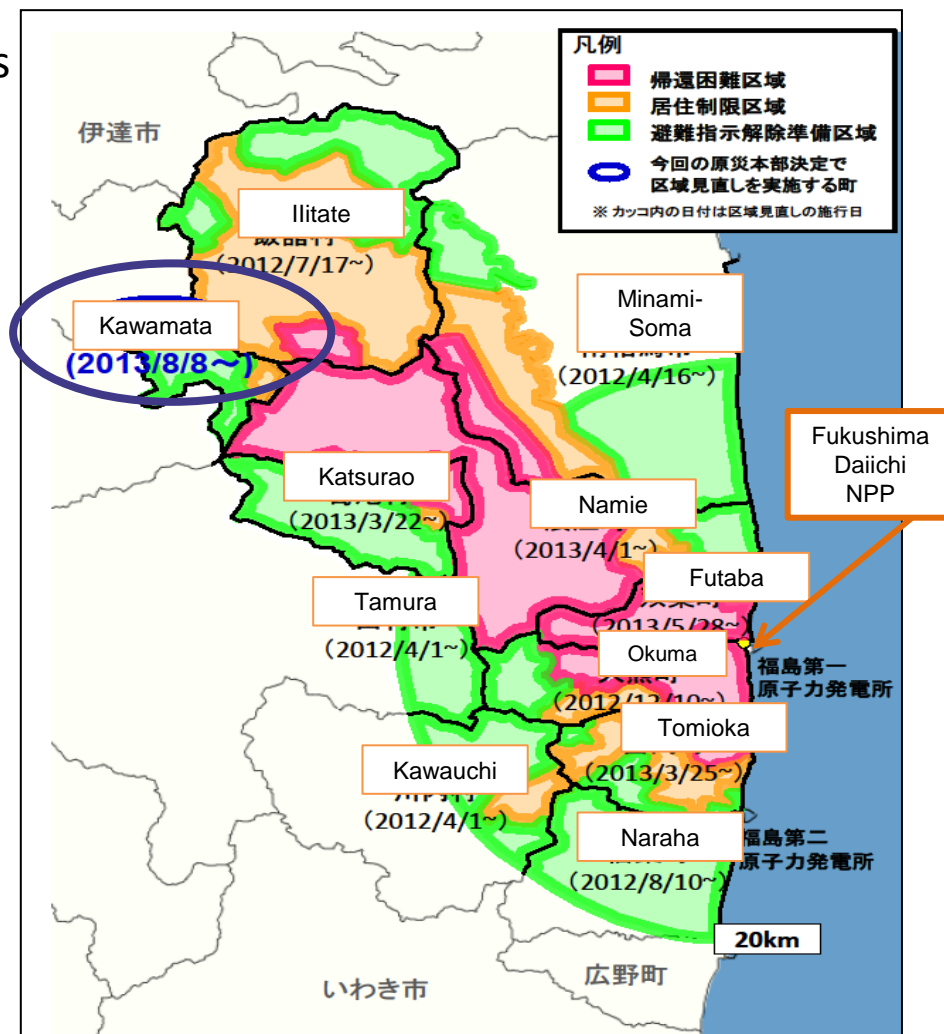 s
凡例
帰還困難区域
居住制限区域
避難指示解除準備区域
今回の原災本部決定で
区域見直しを実施する町
※ カッコ内の日付は区域見直しの施行日
伊達市
Ilitate
(2012/7/17~)
Kawamata
(2013/8/8～)
Minami-
Soma
(2012/4/16~)
Fukushima
Daiichi
NPP
Katsurao
(2013/3/22~)
Namie
(2013/4/1~)
Futaba
(2013/5/28~)
Tamura
(2012/4/1~)
Okuma
(2012/12/10~)
福島第一
原子力発電所
Tomioka
(2013/3/25~)
Kawauchi
(2012/4/1~)
Naraha
(2012/8/10~)
福島第二
原子力発電所
20km
広野町
いわき市